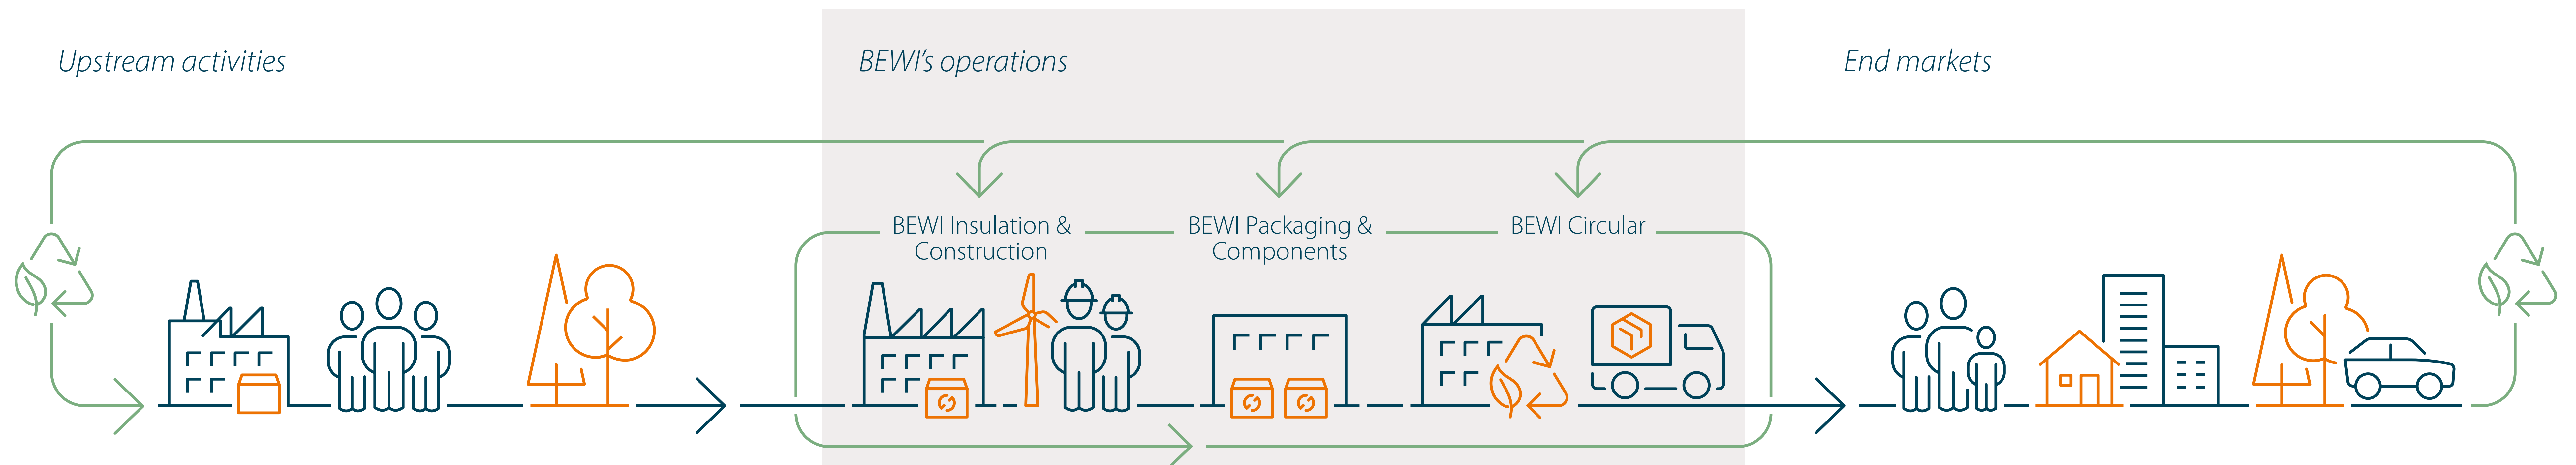 Upstream activities
BEWI’s operations
End markets
BEWI Insulation &
Construction
BEWI Packaging &
Components
BEWI Circular